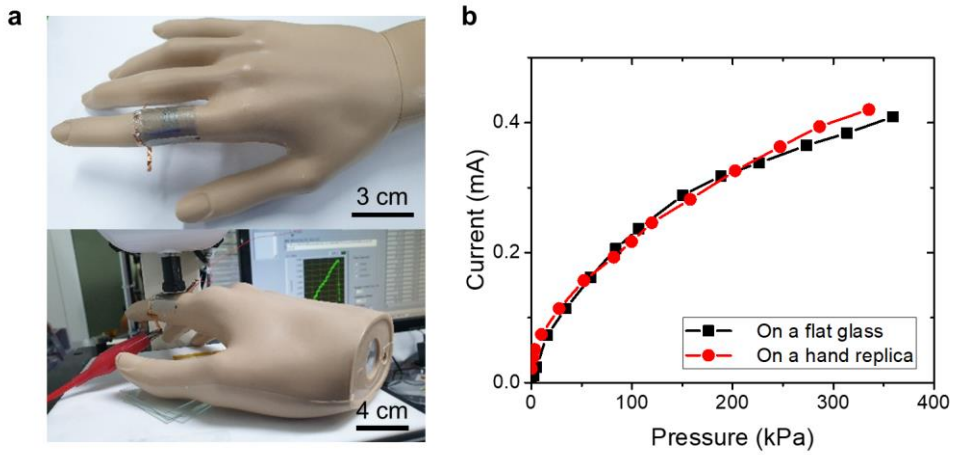 a
3 cm
4 cm
b
Current (mA)
0.4
0.2
0.0
0
100
200
300
400
Pressure (kPa)
On a flat glass
On a hand replica